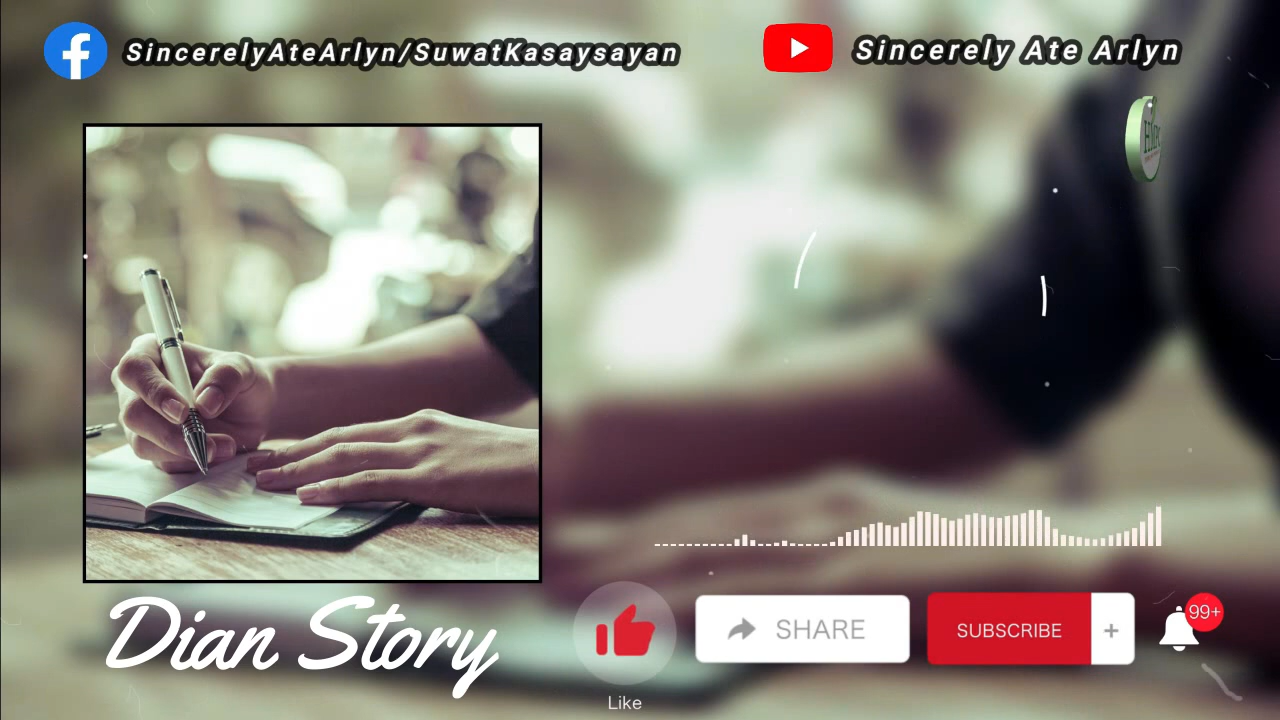 SincerelyAteArlyn/SuwatKasaysayan
Sincerely Ate Arlyn
Dian Story
Like
SHARE
SUBSCRIBE
+
99+